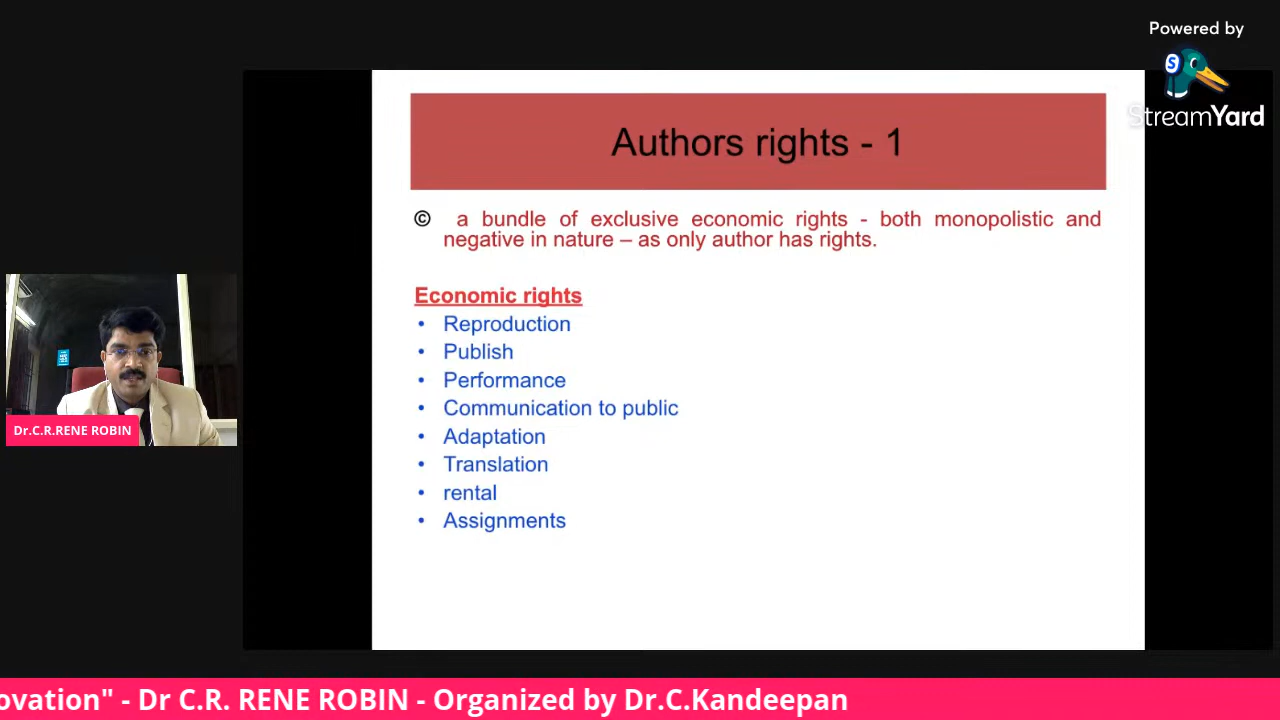 Powered by
StreamYard
Authors rights - 1
© a bundle of exclusive economic rights - both monopolistic and
negative in nature – as only author has rights.
Economic rights
• Reproduction
• Publish
• Performance
• Communication to public
• Adaptation
• Translation
• rental
• Assignments
Dr.C.R.RENE ROBIN
ovation" - Dr C.R. RENE ROBIN - Organized by Dr.C.Kandeepan